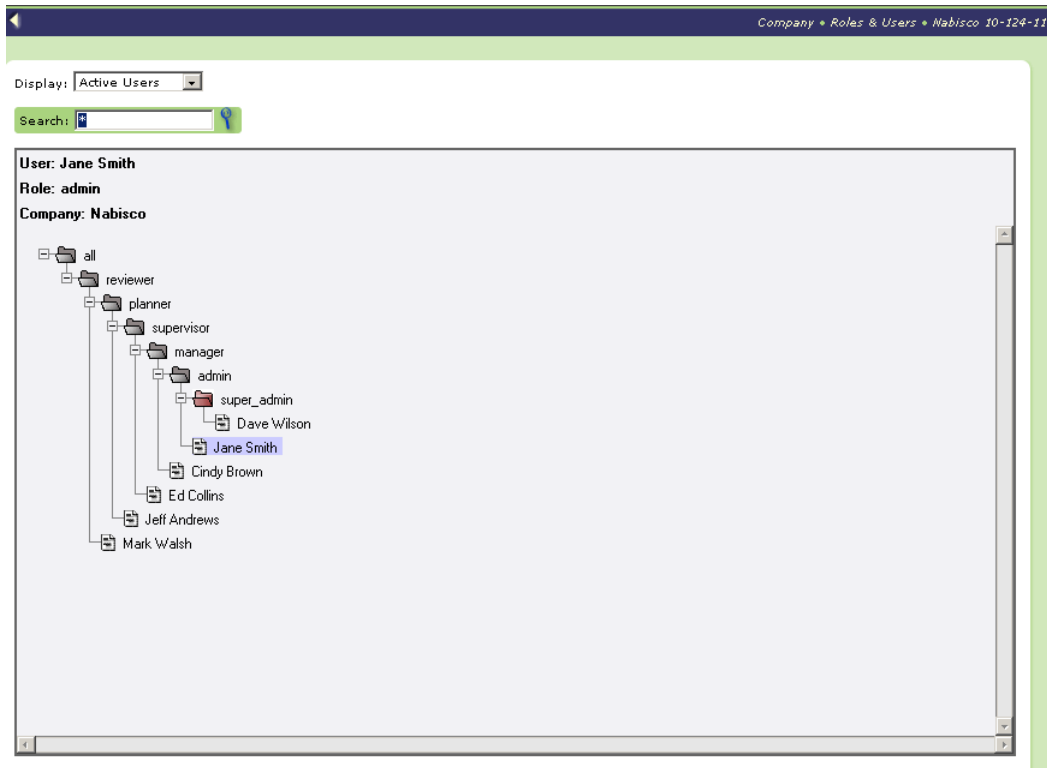 Company • Roles & Users • Nabisco 10-124-11
Display: Active Users
Search: *
User: Jane Smith
Role: admin
Company: Nabisco
all
reviewer
planner
supervisor
manager
admin
super_admin
Dave Wilson
Jane Smith
Cindy Brown
Ed Collins
Jeff Andrews
Mark Walsh